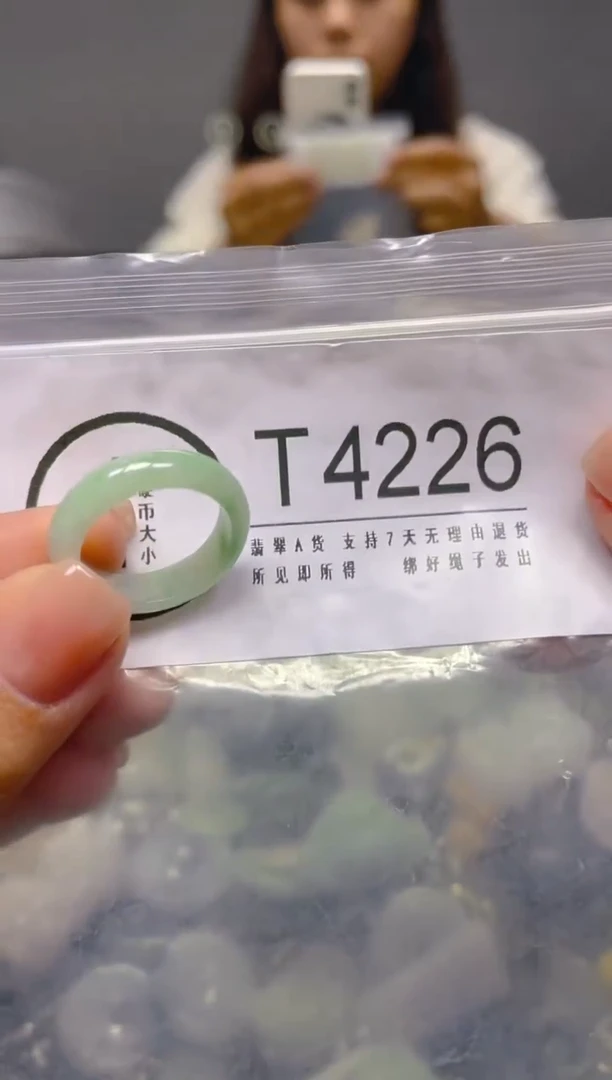 T4226
币大小
翡翠A货 支持7天无理由退货
所见即所得 绑好绳子发出